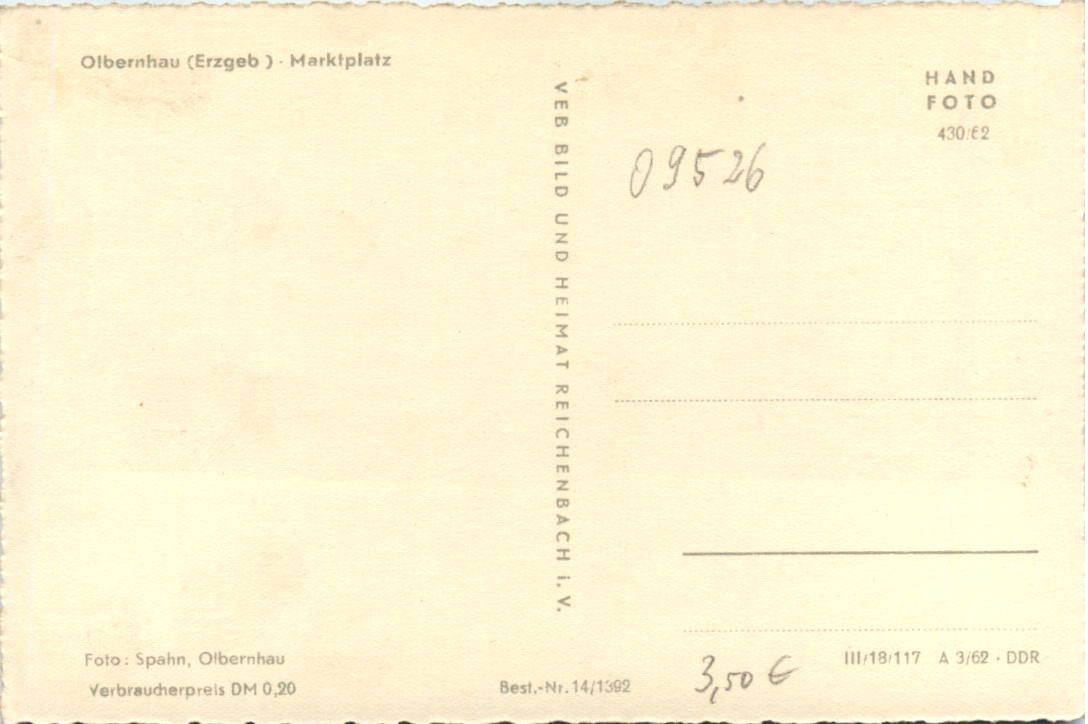 Olbernhau (Erzgeb ) · Marktplatz
VEB BILD UND HEIMAT REICHENBACH i. V.
HAND
FOTO
430/62
09526
Foto: Spahn, Olbernhau
Verbraucherpreis DM 0,20
Best.-Nr. 14/1392
3,50 €
III/18/117 A 3/62 · DDR